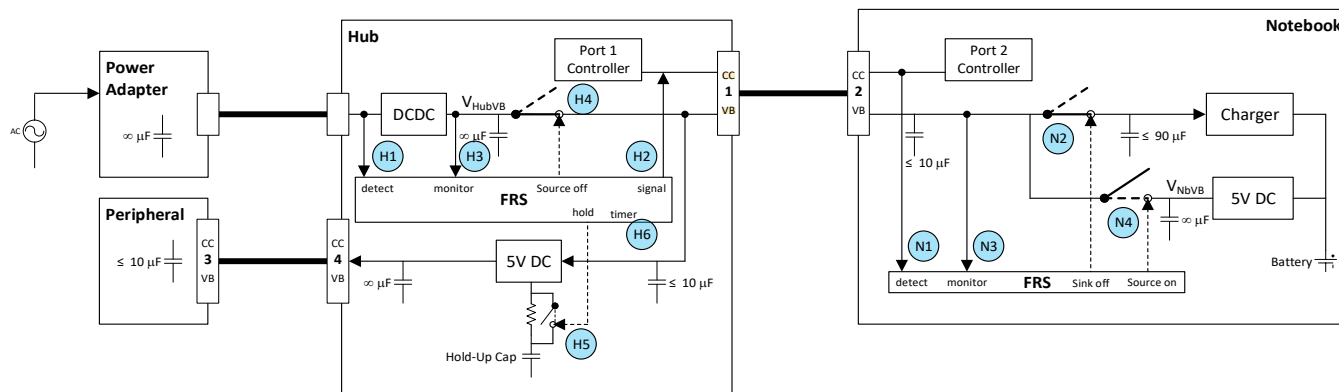 Hub
Notebook
Power
Adapter
AC
∞ µF
Port 1
Controller
CC
1
VB
DCDC
V_HubVB
H4
∞ µF
H1
H3
H2
detect
monitor
Source off
signal
FRS
hold
timer
H6
Peripheral
≤ 10 µF
CC
3
VB
CC
4
VB
∞ µF
5V DC
≤ 10 µF
H5
Hold-Up Cap
CC
2
VB
Port 2
Controller
≤ 10 µF
N2
≤ 90 µF
Charger
V_NbVB
N4
∞ µF
5V DC
N1
N3
Battery
detect
monitor
Sink off
Source on
FRS